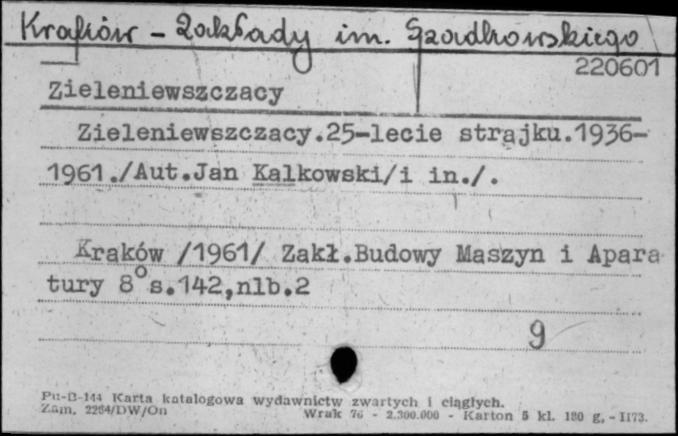 Kraków - Zakłady im. Szadkowskiego
220601
Zieleniewszczacy
Zieleniewszczacy.25-lecie strajku.1936-
1961./Aut.Jan Kalkowski/i in./.
Kraków /1961/ Zakł.Budowy Maszyn i Apara
tury 8° s.142,nlb.2
9
Pu-B-144 Karta katalogowa wydawnictw zwartych i ciągłych.
Zam. 2264/DW/On Wrak 76 - 2.300.000 - Karton 5 kl. 180 g. - 1173.